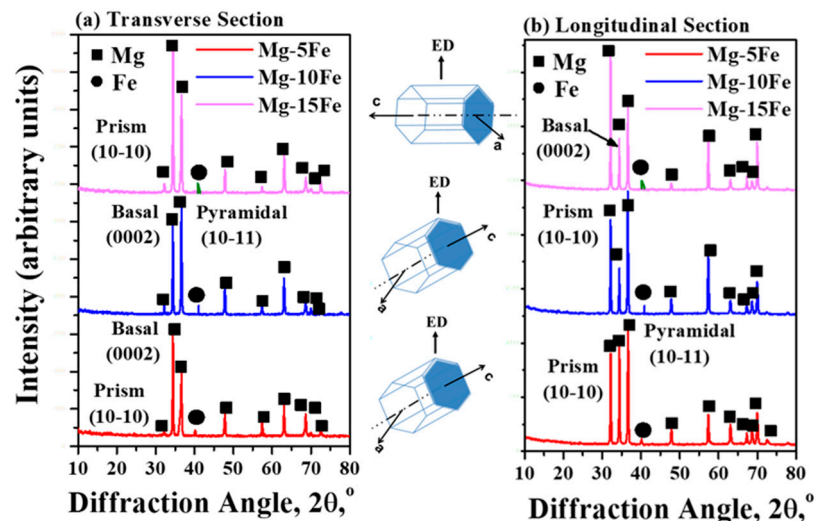 (a) Transverse Section
Mg
Fe
Mg-5Fe
Mg-10Fe
Mg-15Fe
Prism
(10-10)
Basal
(0002)
Pyramidal
(10-11)
Basal
(0002)
Prism
(10-10)
Intensity (arbitrary units)
10 20 30 40 50 60 70 80
Diffraction Angle, 2θ,°
ED
c
a
ED
c
a
ED
c
a
(b) Longitudinal Section
Mg
Fe
Mg-5Fe
Mg-10Fe
Mg-15Fe
Basal
(0002)
Prism
(10-10)
Pyramidal
(10-11)
Prism
(10-10)
10 20 30 40 50 60 70 80
Diffraction Angle, 2θ,°